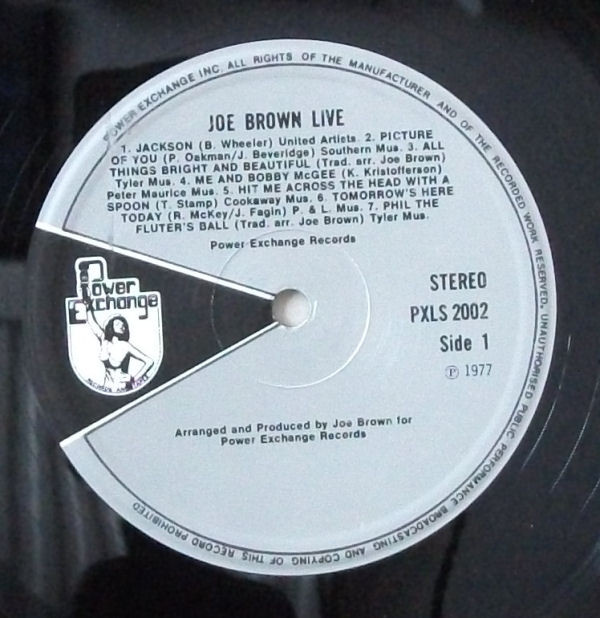 POWER EXCHANGE INC. ALL RIGHTS OF THE MANUFACTURER AND OF THE RECORDED WORK RESERVED. UNAUTHORISED PUBLIC PERFORMANCE BROADCASTING AND COPYING OF THIS RECORD PROHIBITED
JOE BROWN LIVE
1. JACKSON (B. Wheeler) United Artists. 2. PICTURE
OF YOU (P. Oakman/J. Beveridge) Southern Mus. 3. ALL
THINGS BRIGHT AND BEAUTIFUL (Trad. arr. Joe Brown)
Tyler Mus. 4. ME AND BOBBY McGEE (K. Kristofferson)
Peter Maurice Mus. 5. HIT ME ACROSS THE HEAD WITH A
SPOON (T. Stamp) Cookaway Mus. 6. TOMORROW'S HERE
TODAY (R. McKey/J. Fagin) P. & L. Mus. 7. PHIL THE
FLUTER'S BALL (Trad. arr. Joe Brown) Tyler Mus.
Power Exchange Records
Power
Exchange
RECORDS AND TAPES
STEREO
PXLS 2002
Side 1
℗ 1977
Arranged and Produced by Joe Brown for
Power Exchange Records